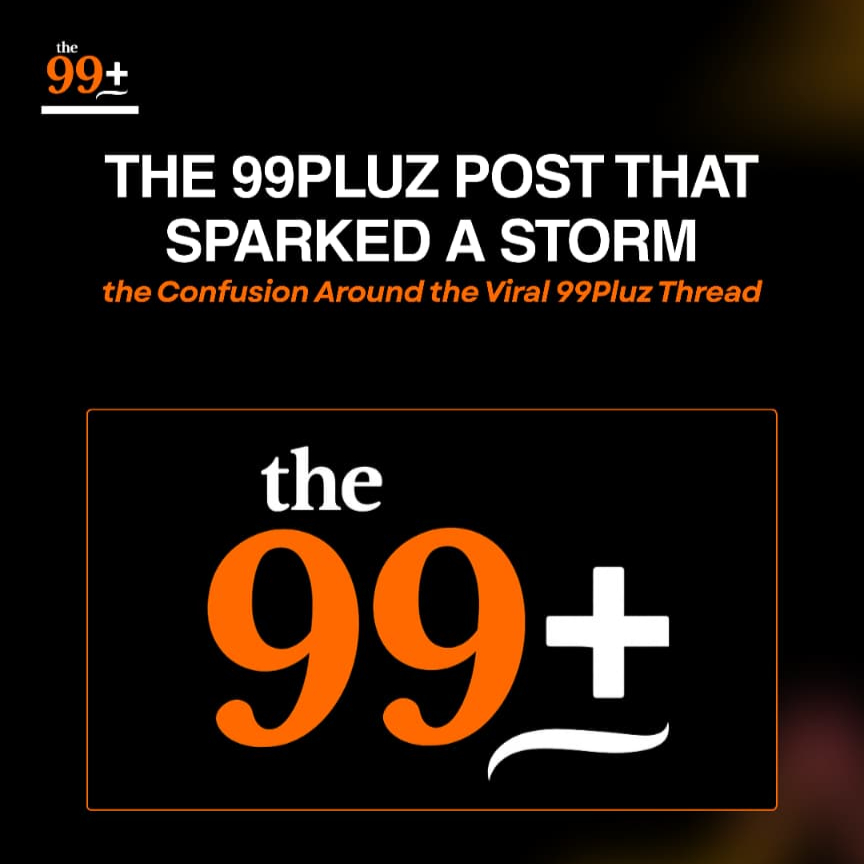 the
99+
THE 99PLUZ POST THAT
SPARKED A STORM
the Confusion Around the Viral 99Pluz Thread
the
99+